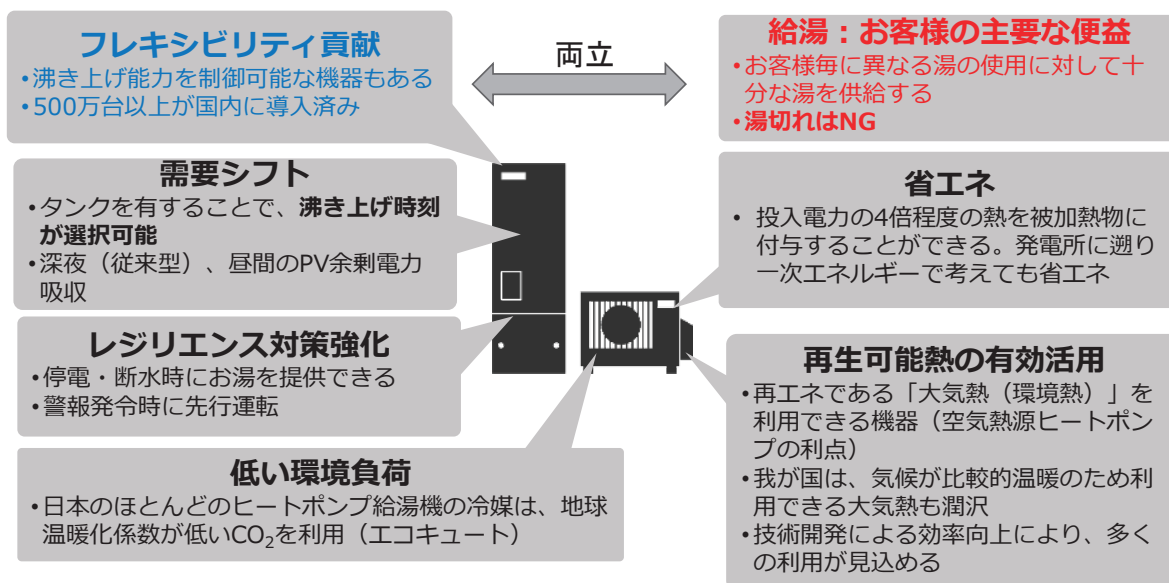 フレキシビリティ貢献
•沸き上げ能力を制御可能な機器もある
•500万台以上が国内に導入済み
両立
給湯：お客様の主要な便益
•お客様毎に異なる湯の使用に対して十
分な湯を供給する
•湯切れはNG
需要シフト
•タンクを有することで、沸き上げ時刻
が選択可能
•深夜（従来型）、昼間のPV余剰電力
吸収
省エネ
• 投入電力の4倍程度の熱を被加熱物に
付与することができる。発電所に遡り
一次エネルギーで考えても省エネ
レジリエンス対策強化
•停電・断水時にお湯を提供できる
•警報発令時に先行運転
再生可能熱の有効活用
•再エネである「大気熱（環境熱）」を
利用できる機器（空気熱源ヒートポン
プの利点）
•我が国は、気候が比較的温暖のため利
用できる大気熱も潤沢
•技術開発による効率向上により、多く
の利用が見込める
低い環境負荷
•日本のほとんどのヒートポンプ給湯機の冷媒は、地球
温暖化係数が低いCO₂を利用（エコキュート）